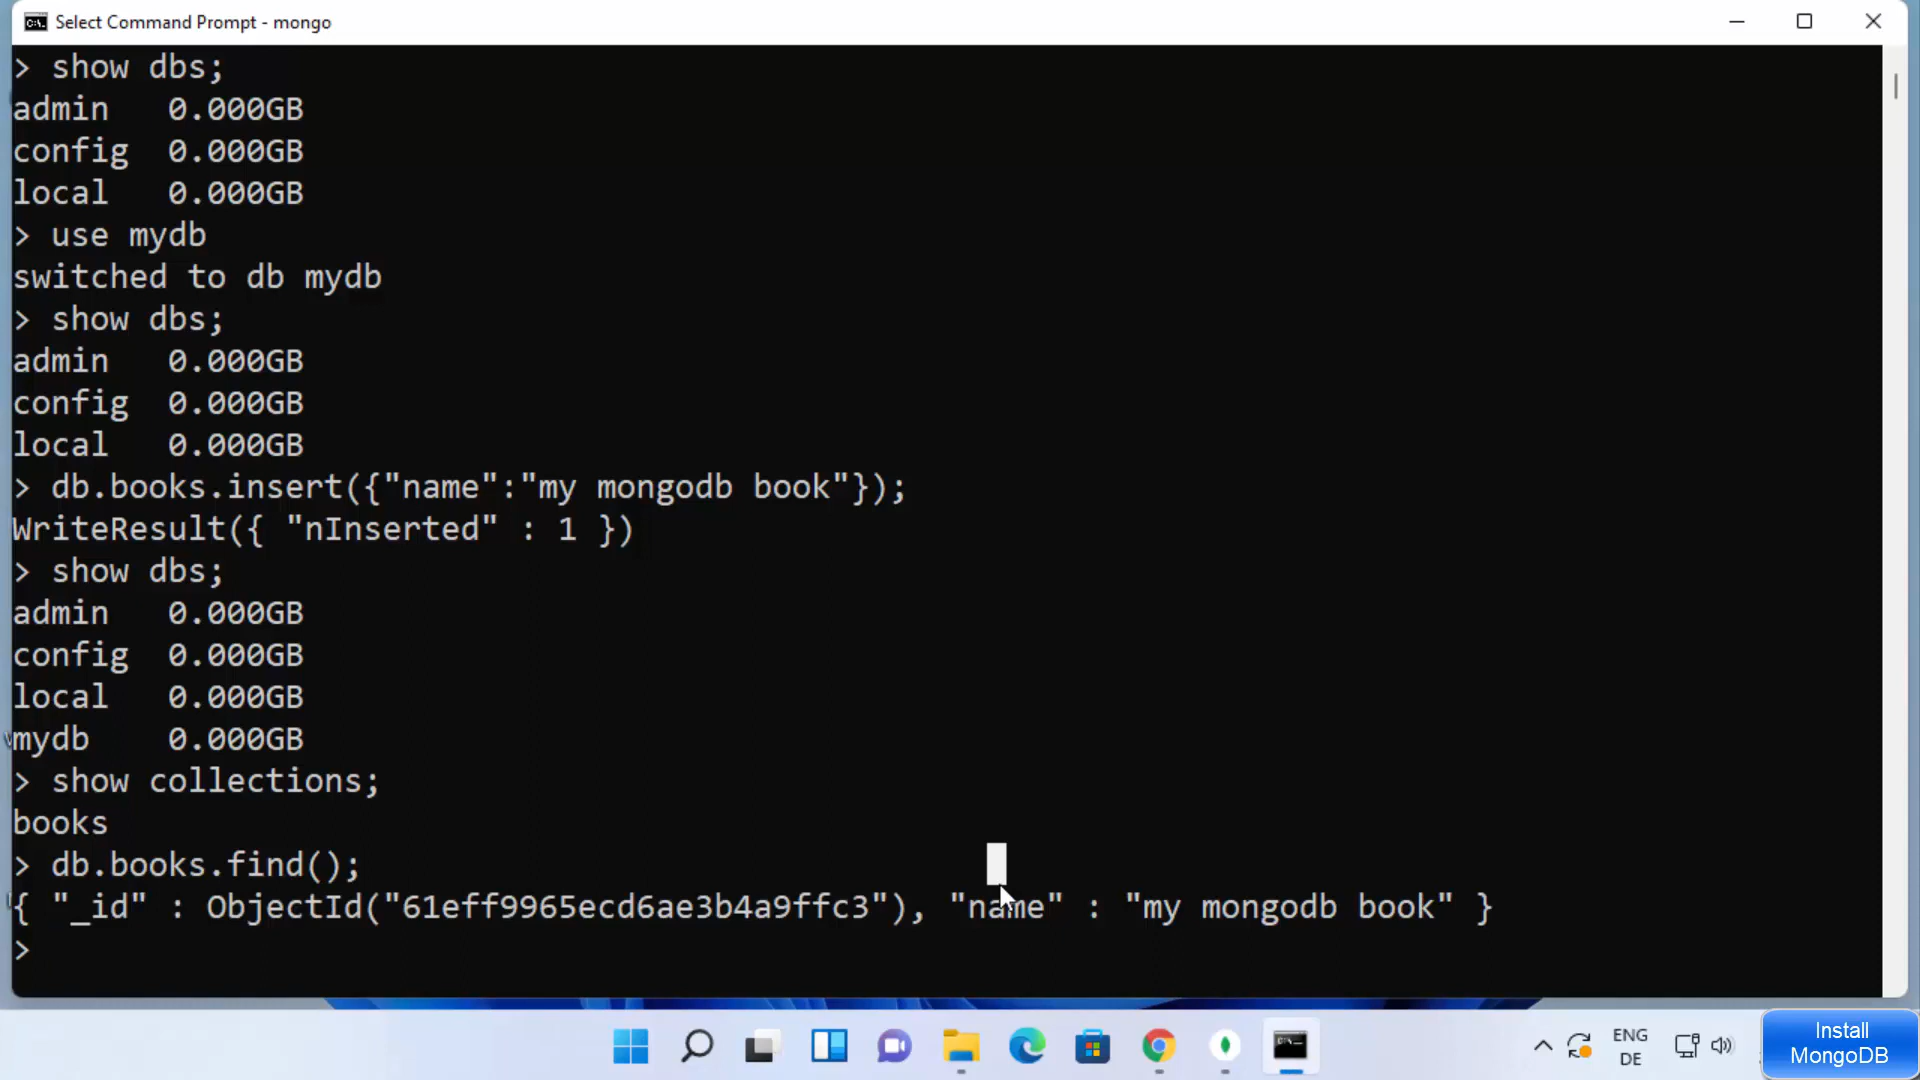 Select Command Prompt - mongo
> show dbs;
admin   0.000GB
config  0.000GB
local   0.000GB
> use mydb
switched to db mydb
> show dbs;
admin   0.000GB
config  0.000GB
local   0.000GB
> db.books.insert({"name":"my mongodb book"});
WriteResult({ "nInserted" : 1 })
> show dbs;
admin   0.000GB
config  0.000GB
local   0.000GB
mydb    0.000GB
> show collections;
books
> db.books.find();
{ "_id" : ObjectId("61eff9965ecd6ae3b4a9ffc3"), "name" : "my mongodb book" }
>
ENG
DE
Install
MongoDB